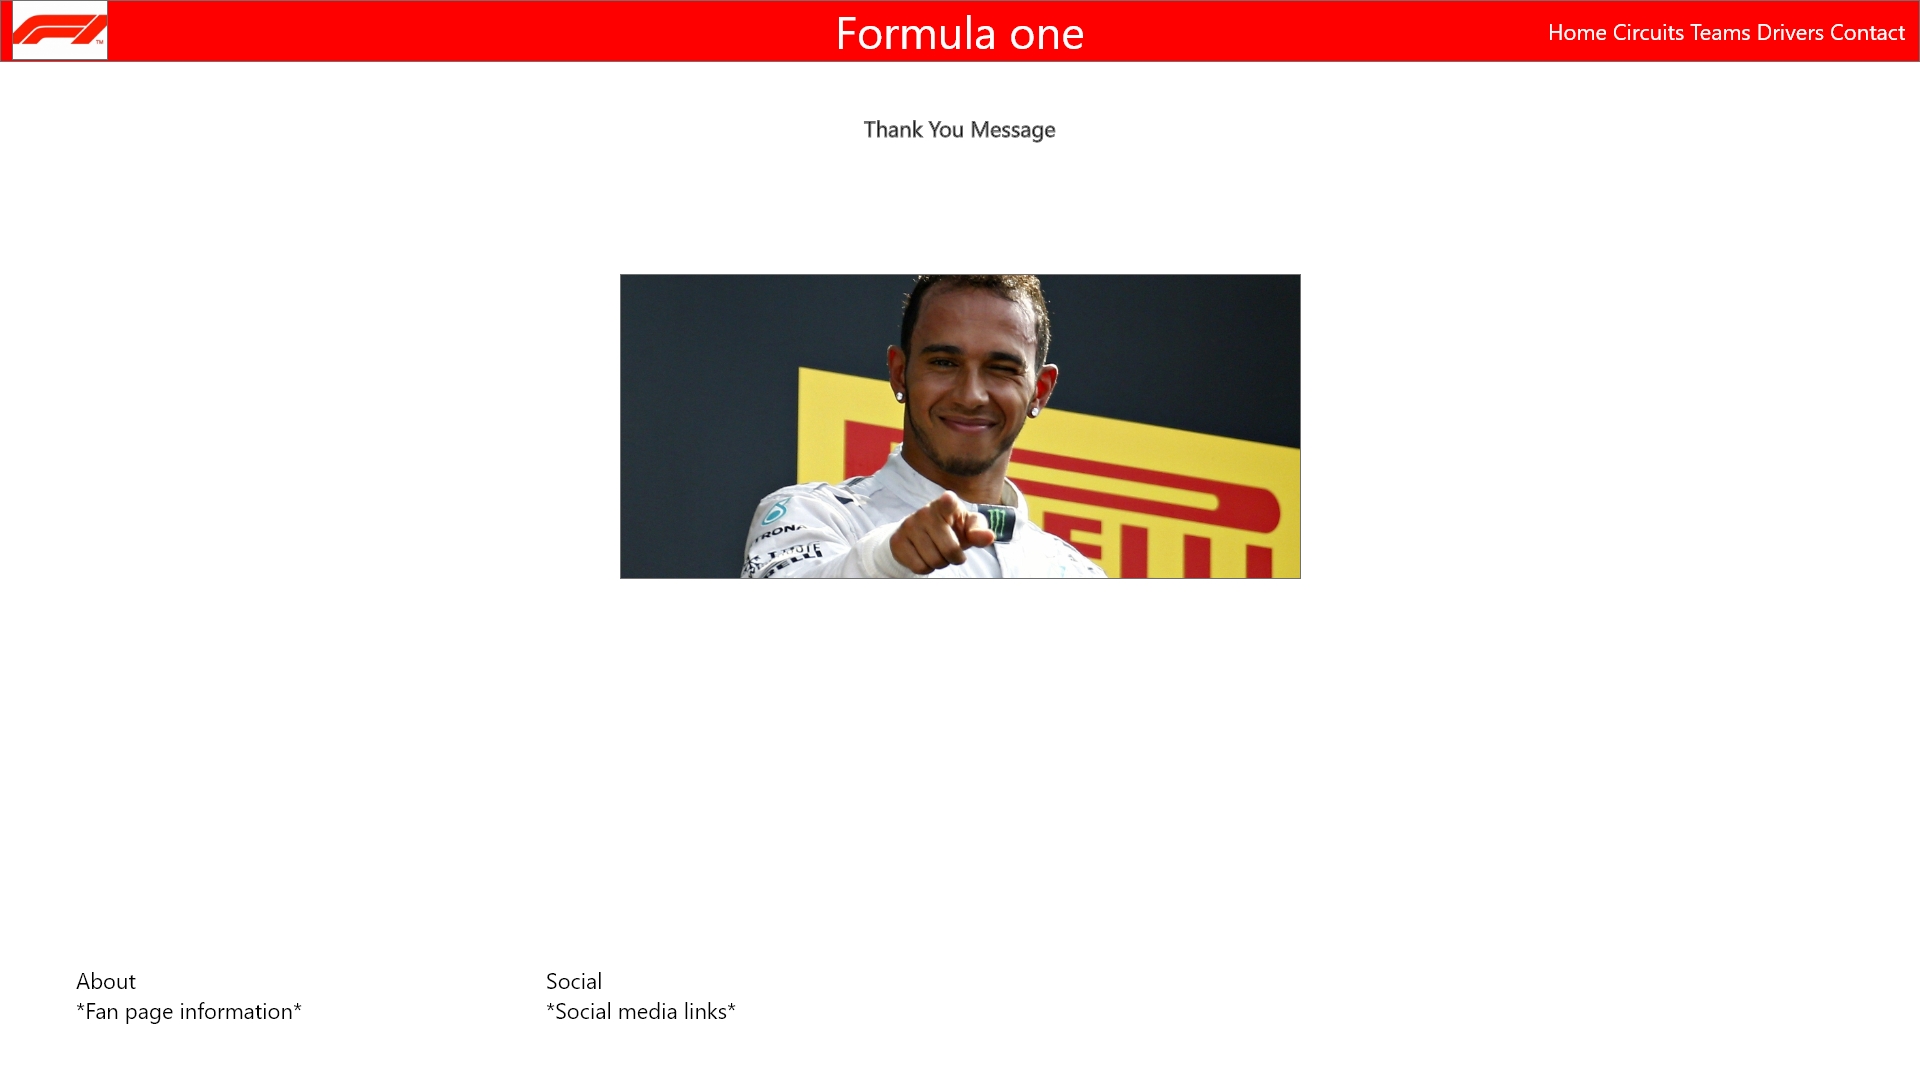 Formula one
Home Circuits Teams Drivers Contact
Thank You Message
About
*Fan page information*
Social
*Social media links*